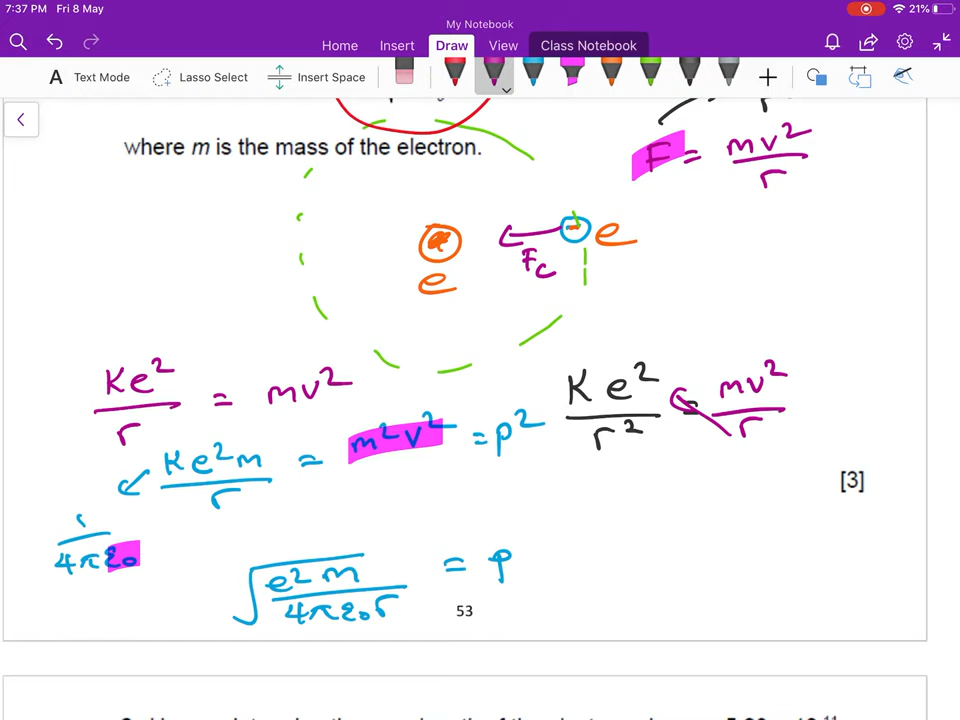 7:37 PM Fri 8 May
21%
My Notebook
Home Insert Draw View Class Notebook
A Text Mode Lasso Select Insert Space
where m is the mass of the electron.
F = mv²/r
Fc
e
e
Ke²/r = mv²
Ke²/r² = mv²/r
Ke²m/r = m²v² = p²
[3]
1/4πε0
√(e²m/4πε0r) = p
53